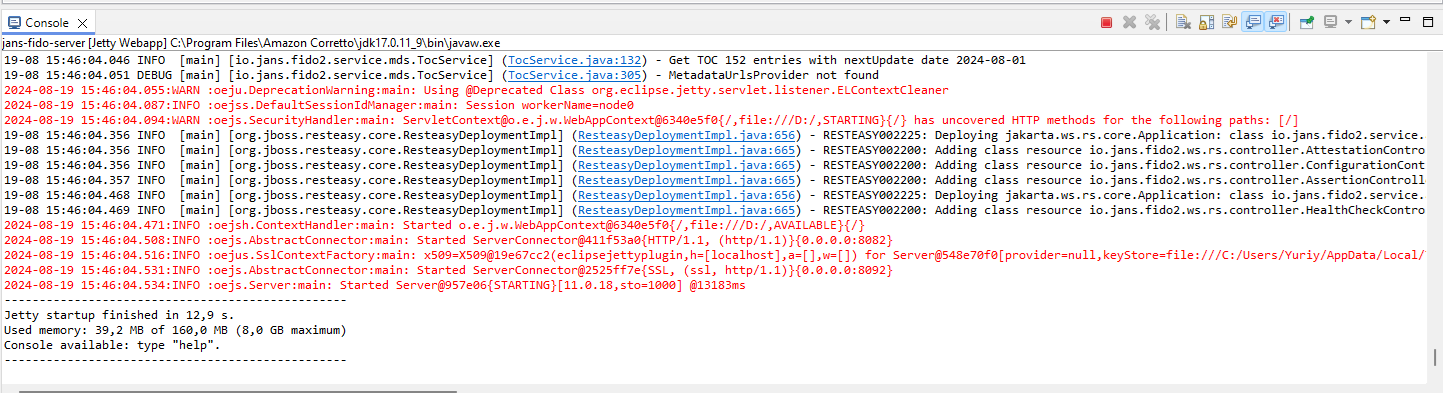 Console
jans-fido-server [Jetty Webapp] C:\Program Files\Amazon Corretto\jdk17.0.11_9\bin\javaw.exe
19-08 15:46:04.046 INFO  [main] [io.jans.fido2.service.mds.TocService] (TocService.java:132) - Get TOC 152 entries with nextUpdate date 2024-08-01
19-08 15:46:04.051 DEBUG [main] [io.jans.fido2.service.mds.TocService] (TocService.java:305) - MetadataUrlsProvider not found
2024-08-19 15:46:04.055:WARN :oeju.DeprecationWarning:main: Using @Deprecated Class org.eclipse.jetty.servlet.listener.ELContextCleaner
2024-08-19 15:46:04.087:INFO :oejss.DefaultSessionIdManager:main: Session workerName=node0
2024-08-19 15:46:04.094:WARN :oejs.SecurityHandler:main: ServletContext@o.e.j.w.WebAppContext@6340e5f0{/,file:///D:/,STARTING}{/} has uncovered HTTP methods for the following paths: [/]
19-08 15:46:04.356 INFO  [main] [org.jboss.resteasy.core.ResteasyDeploymentImpl] (ResteasyDeploymentImpl.java:656) - RESTEASY002225: Deploying jakarta.ws.rs.core.Application: class io.jans.fido2.service.
19-08 15:46:04.356 INFO  [main] [org.jboss.resteasy.core.ResteasyDeploymentImpl] (ResteasyDeploymentImpl.java:665) - RESTEASY002200: Adding class resource io.jans.fido2.ws.rs.controller.AttestationContro
19-08 15:46:04.356 INFO  [main] [org.jboss.resteasy.core.ResteasyDeploymentImpl] (ResteasyDeploymentImpl.java:665) - RESTEASY002200: Adding class resource io.jans.fido2.ws.rs.controller.ConfigurationCont
19-08 15:46:04.357 INFO  [main] [org.jboss.resteasy.core.ResteasyDeploymentImpl] (ResteasyDeploymentImpl.java:665) - RESTEASY002200: Adding class resource io.jans.fido2.ws.rs.controller.AssertionControll
19-08 15:46:04.468 INFO  [main] [org.jboss.resteasy.core.ResteasyDeploymentImpl] (ResteasyDeploymentImpl.java:656) - RESTEASY002225: Deploying jakarta.ws.rs.core.Application: class io.jans.fido2.service.
19-08 15:46:04.469 INFO  [main] [org.jboss.resteasy.core.ResteasyDeploymentImpl] (ResteasyDeploymentImpl.java:665) - RESTEASY002200: Adding class resource io.jans.fido2.ws.rs.controller.HealthCheckContro
2024-08-19 15:46:04.471:INFO :oejsh.ContextHandler:main: Started o.e.j.w.WebAppContext@6340e5f0{/,file:///D:/,AVAILABLE}{/}
2024-08-19 15:46:04.508:INFO :oejs.AbstractConnector:main: Started ServerConnector@411f53a0{HTTP/1.1, (http/1.1)}{0.0.0.0:8082}
2024-08-19 15:46:04.516:INFO :oejus.SslContextFactory:main: x509=X509@19e67cc2(eclipsejettyplugin,h=[localhost],a=[],w=[]) for Server@548e70f0[provider=null,keyStore=file:///C:/Users/Yuriy/AppData/Local/
2024-08-19 15:46:04.531:INFO :oejs.AbstractConnector:main: Started ServerConnector@2525ff7e{SSL, (ssl, http/1.1)}{0.0.0.0:8092}
2024-08-19 15:46:04.534:INFO :oejs.Server:main: Started Server@957e06{STARTING}[11.0.18,sto=1000] @13183ms
-------------------------------------------------
Jetty startup finished in 12,9 s.
Used memory: 39,2 MB of 160,0 MB (8,0 GB maximum)
Console available: type "help".
-------------------------------------------------